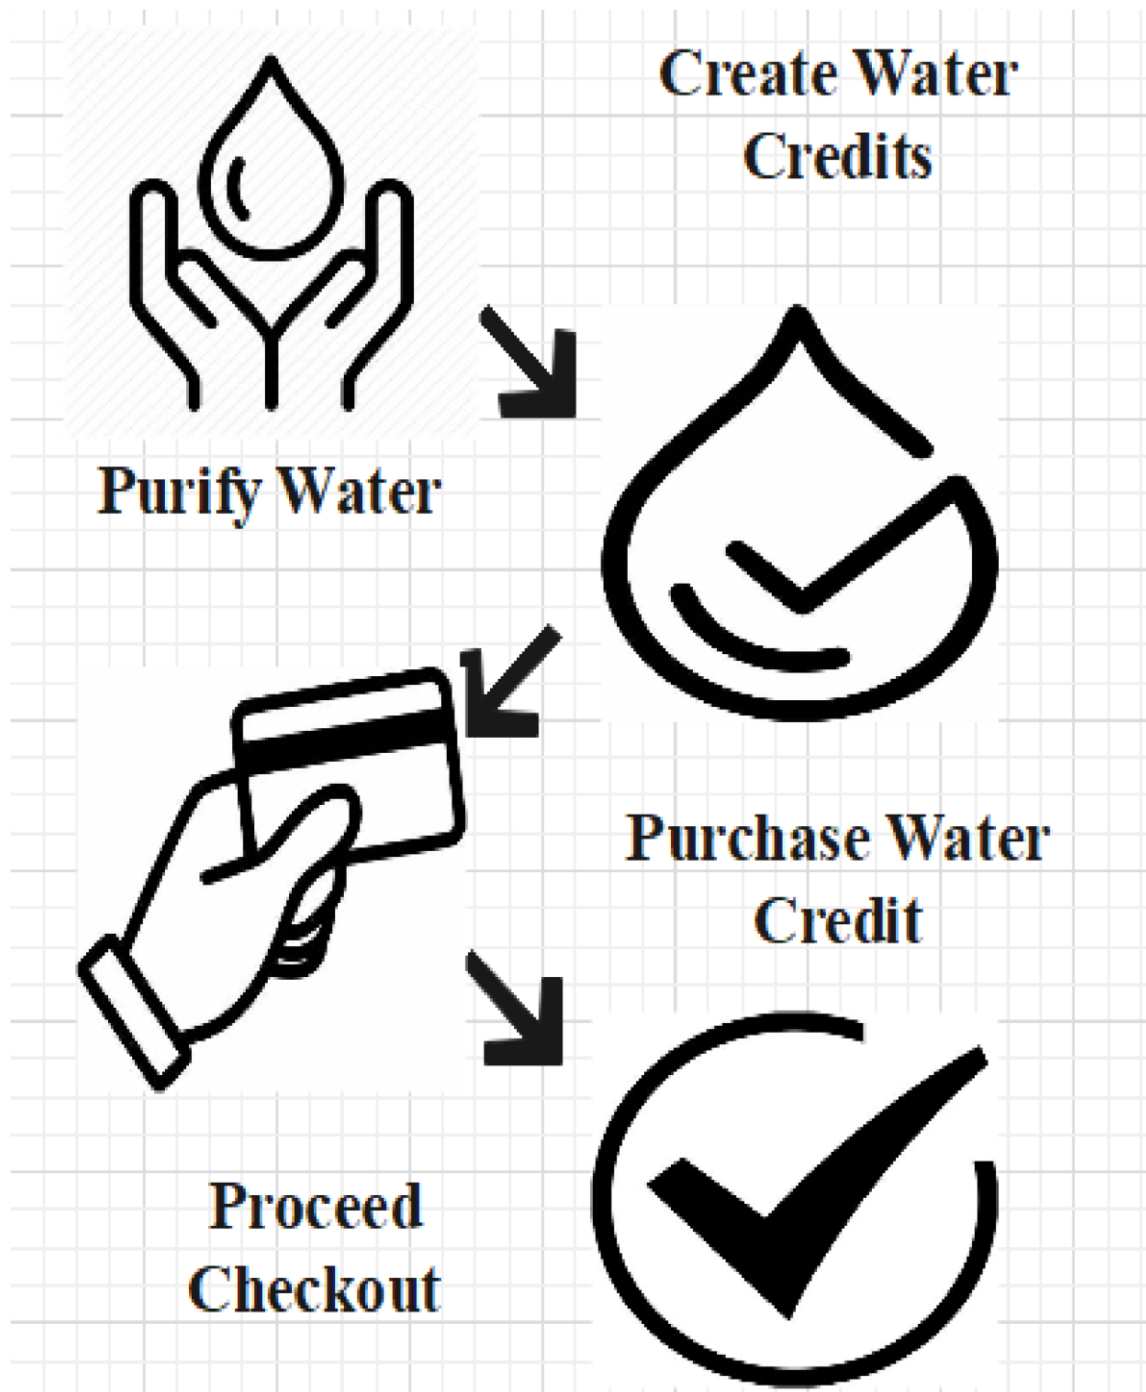 Create Water
Credits
Purify Water
Purchase Water
Credit
Proceed
Checkout